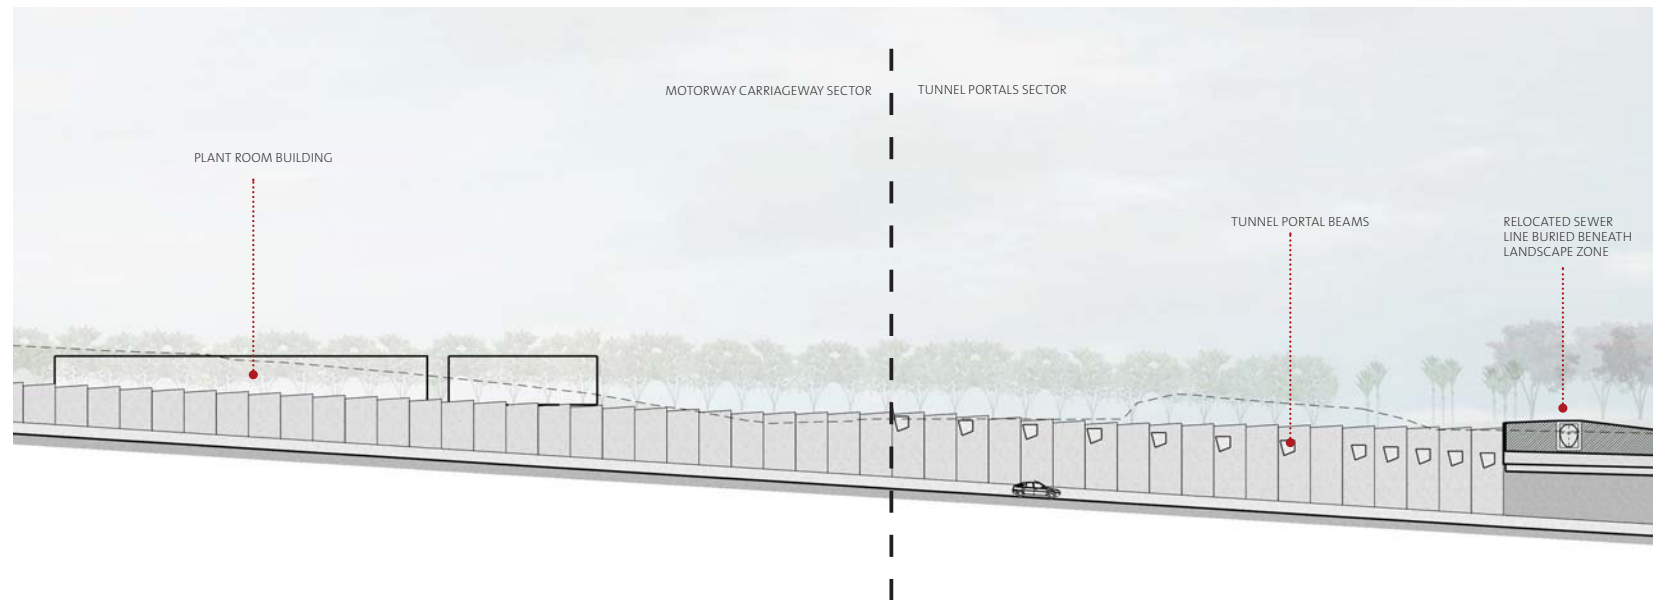 MOTORWAY CARRIAGEWAY SECTOR
TUNNEL PORTALS SECTOR
PLANT ROOM BUILDING
TUNNEL PORTAL BEAMS
RELOCATED SEWER
LINE BURIED BENEATH
LANDSCAPE ZONE